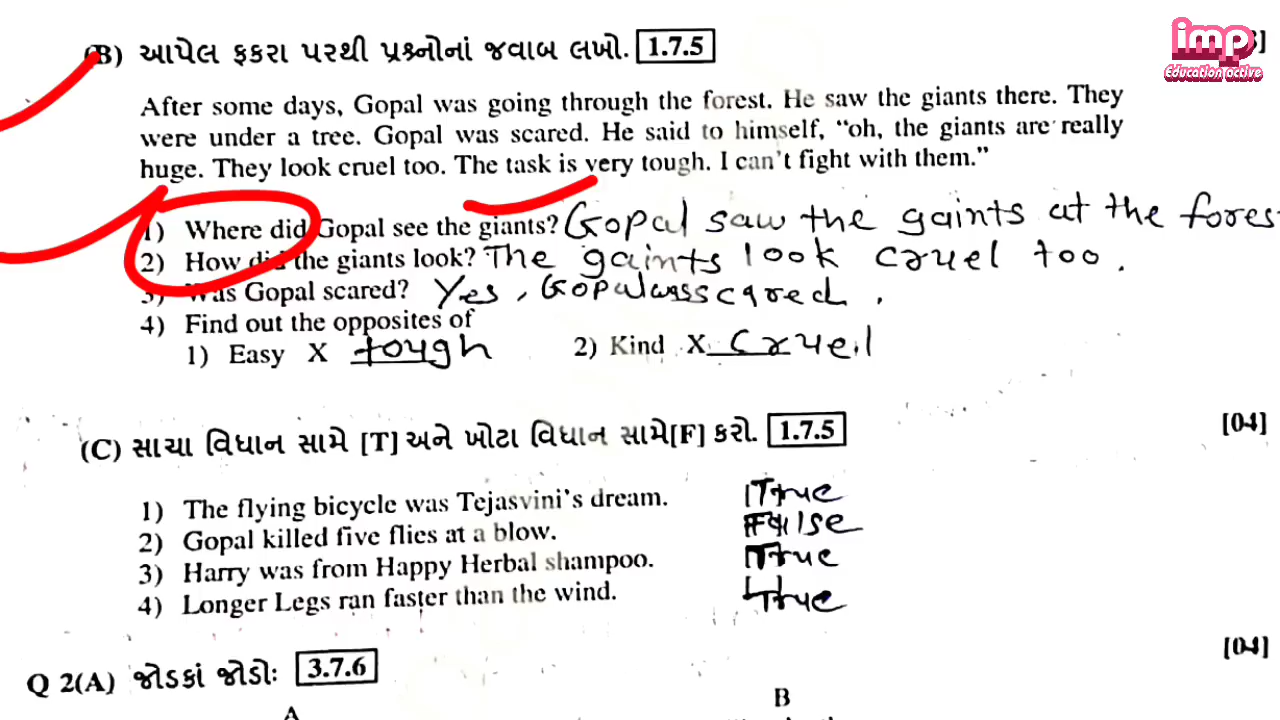 (B) આપેલ ફકરા પરથી પ્રશ્નોનાં જવાબ લખો. 1.7.5
imp
Education active
After some days, Gopal was going through the forest. He saw the giants there. They
were under a tree. Gopal was scared. He said to himself, "oh, the giants are really
huge. They look cruel too. The task is very tough. I can't fight with them."
1) Where did Gopal see the giants? Gopal saw the gaints at the fores
2) How did the giants look? The gaints look cruel too.
3) Was Gopal scared? Yes, Gopal was scared.
4) Find out the opposites of
1) Easy X tough 2) Kind X cruel
(C) સાચા વિધાન સામે [T] અને ખોટા વિધાન સામે [F] કરો. 1.7.5 [04]
1) The flying bicycle was Tejasvini's dream. True
2) Gopal killed five flies at a blow. False
3) Harry was from Happy Herbal shampoo. True
4) Longer Legs ran faster than the wind. True
[04]
Q 2(A) જોડકાં જોડો: 3.7.6
A B